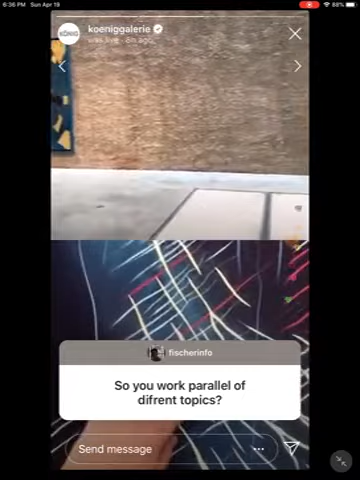 6:36 PM Sun Apr 19
88%
KÖNIG
koeniggalerie
was live · 6h ago
fischerinfo
So you work parallel of
difrent topics?
Send message